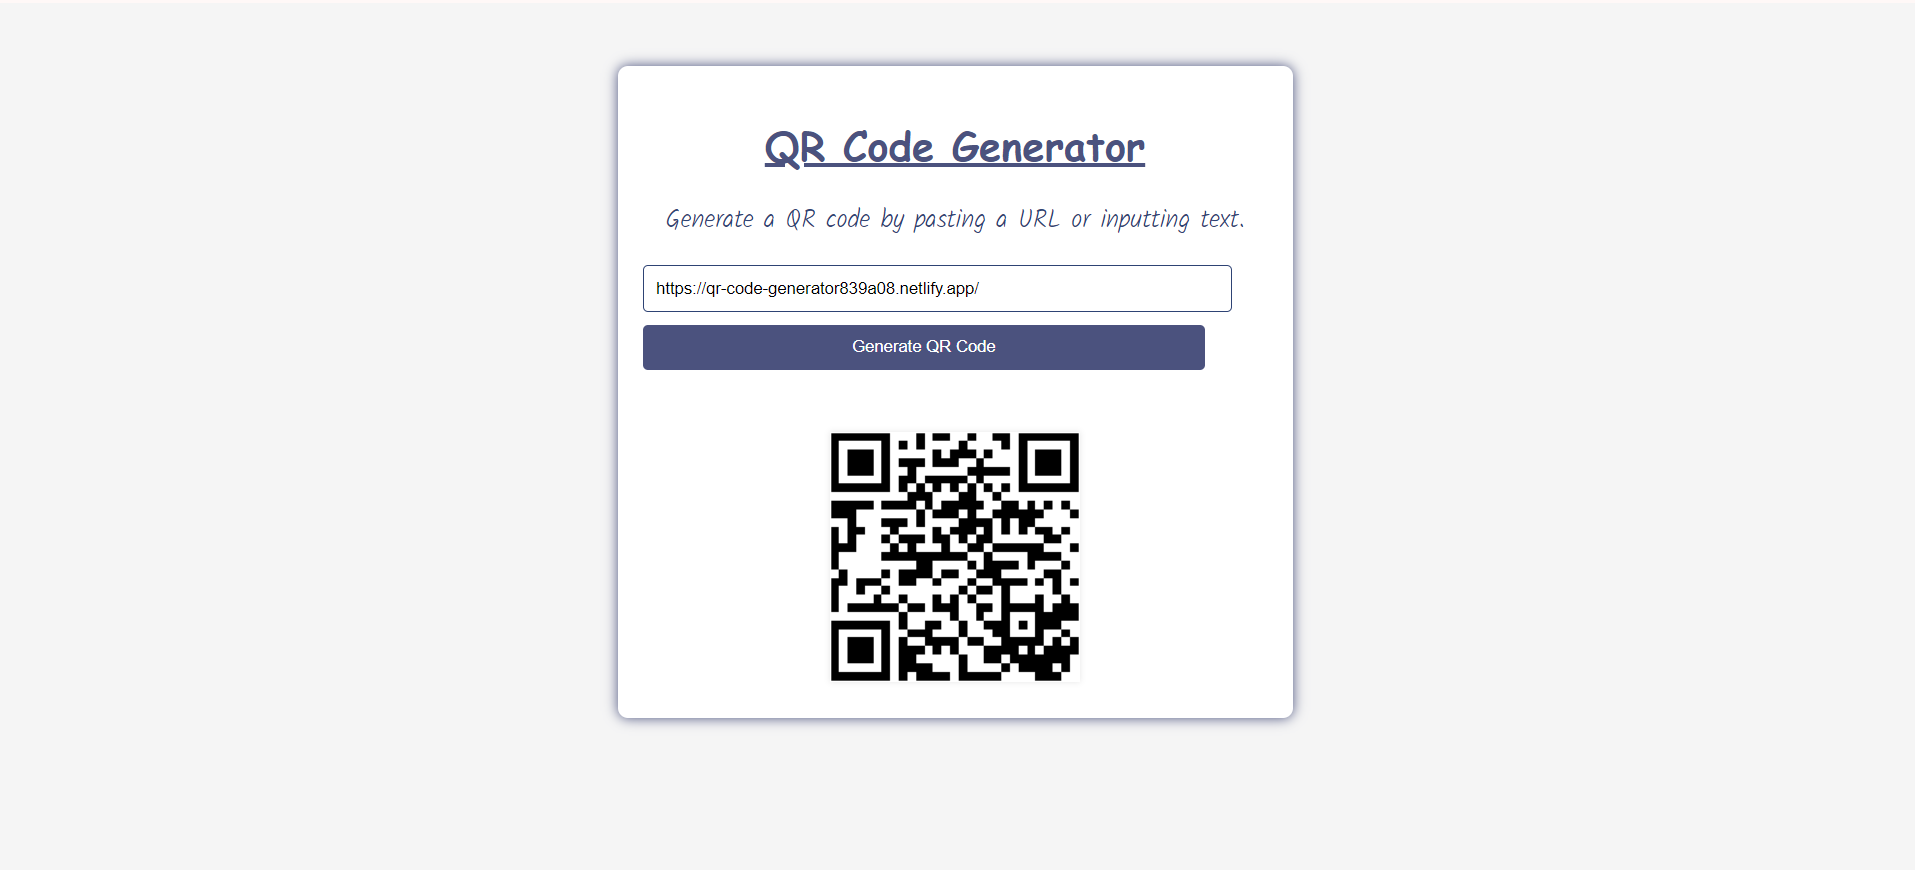 QR Code Generator
Generate a QR code by pasting a URL or inputting text.
https://qr-code-generator839a08.netlify.app/
Generate QR Code